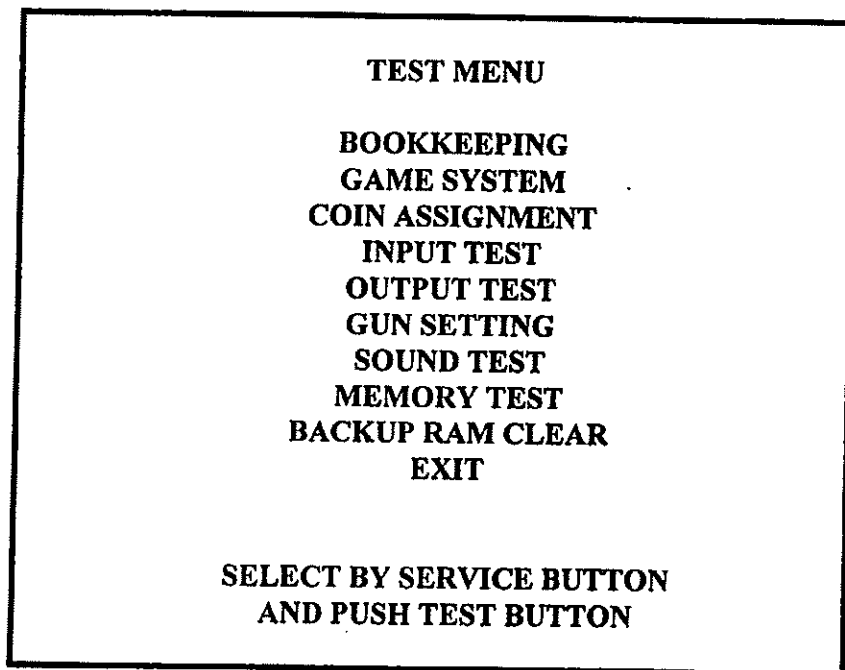 TEST MENU
BOOKKEEPING
GAME SYSTEM
COIN ASSIGNMENT
INPUT TEST
OUTPUT TEST
GUN SETTING
SOUND TEST
MEMORY TEST
BACKUP RAM CLEAR
EXIT
SELECT BY SERVICE BUTTON
AND PUSH TEST BUTTON